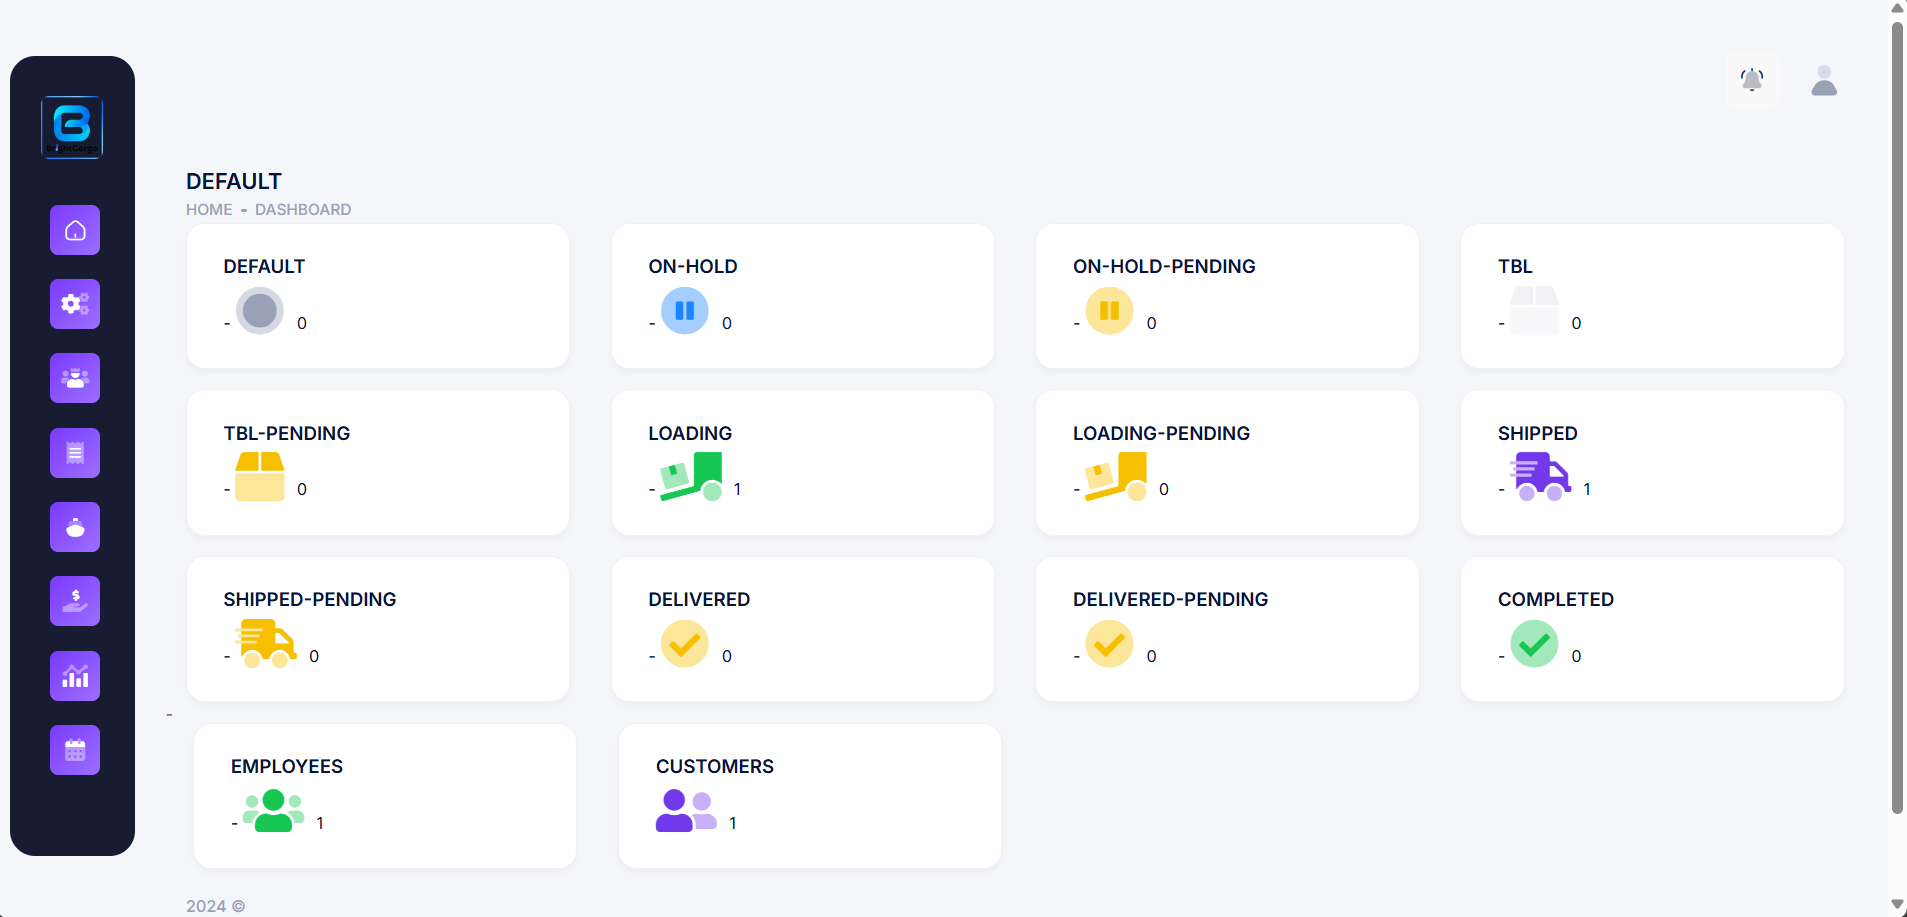 BrightCargo
DEFAULT
HOME - DASHBOARD
DEFAULT
- 0
ON-HOLD
- 0
ON-HOLD-PENDING
- 0
TBL
- 0
TBL-PENDING
- 0
LOADING
- 1
LOADING-PENDING
- 0
SHIPPED
- 1
SHIPPED-PENDING
- 0
DELIVERED
- 0
DELIVERED-PENDING
- 0
COMPLETED
- 0
-
EMPLOYEES
- 1
CUSTOMERS
1
2024 ©